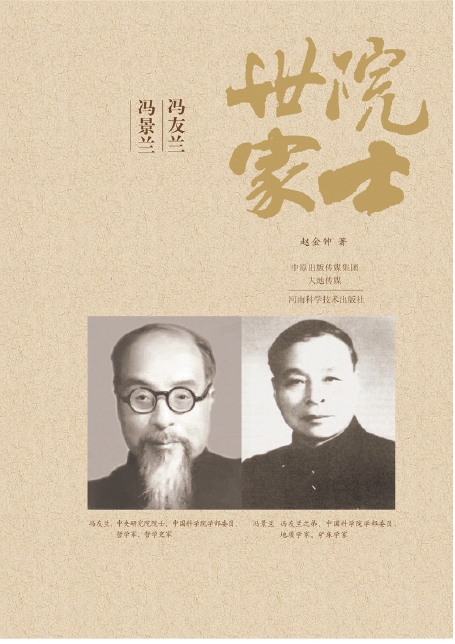 院士
世家
冯友兰
冯景兰
赵金钟 著
中原出版传媒集团
大地传媒
河南科学技术出版社
冯友兰，中央研究院院士、中国科学院学部委员，
哲学家、哲学史家
冯景兰 冯友兰之弟，中国科学院学部委员，
地质学家、矿床学家